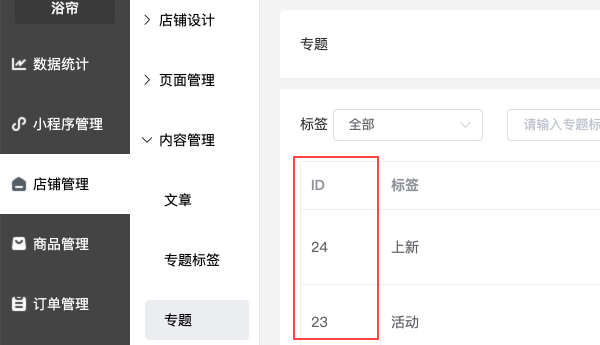 浴帘
数据统计
小程序管理
店铺管理
商品管理
订单管理
店铺设计
页面管理
内容管理
文章
专题标签
专题
专题
标签 全部 请输入专题标
ID 标签
24 上新
23 活动